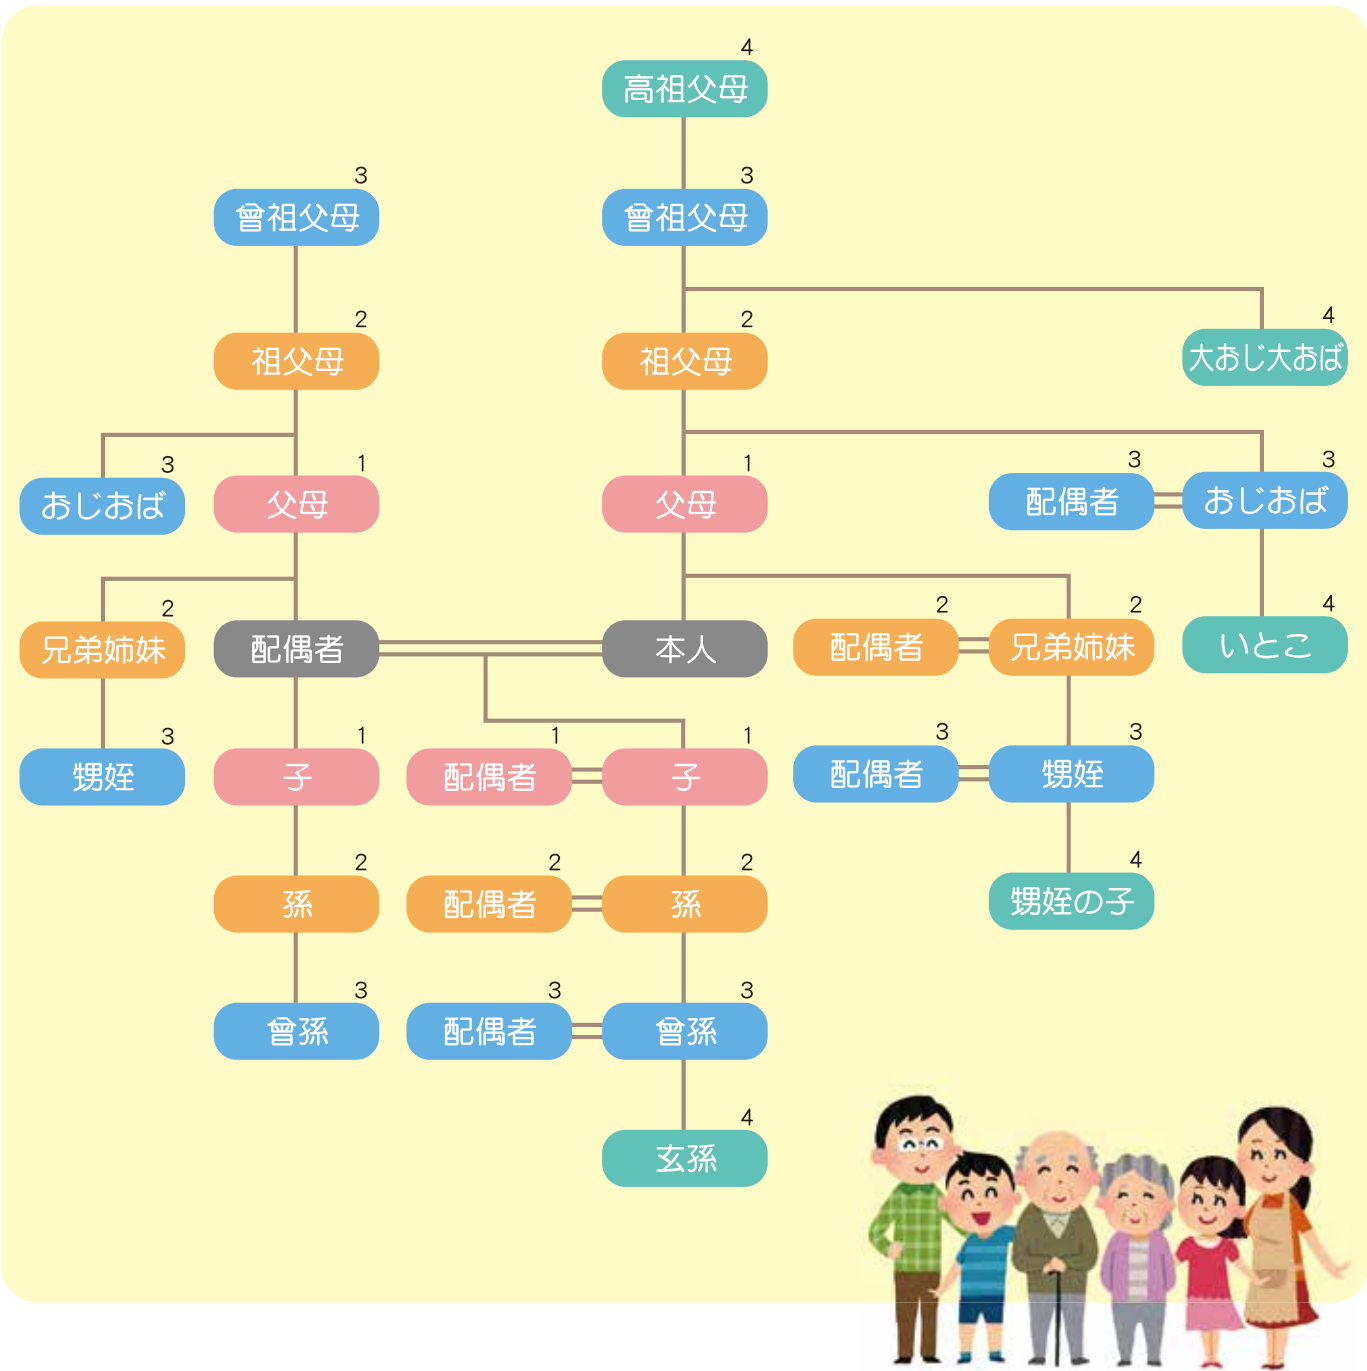 4
高祖父母
3
曾祖父母
3
曾祖父母
2
祖父母
2
祖父母
4
大おじ大おば
3
おじおば
1
父母
1
父母
3
配偶者
3
おじおば
2
兄弟姉妹
配偶者
本人
2
配偶者
2
兄弟姉妹
4
いとこ
3
甥姪
1
子
1
配偶者
1
子
3
配偶者
3
甥姪
2
孫
2
配偶者
2
孫
4
甥姪の子
3
曾孫
3
配偶者
3
曾孫
4
玄孫